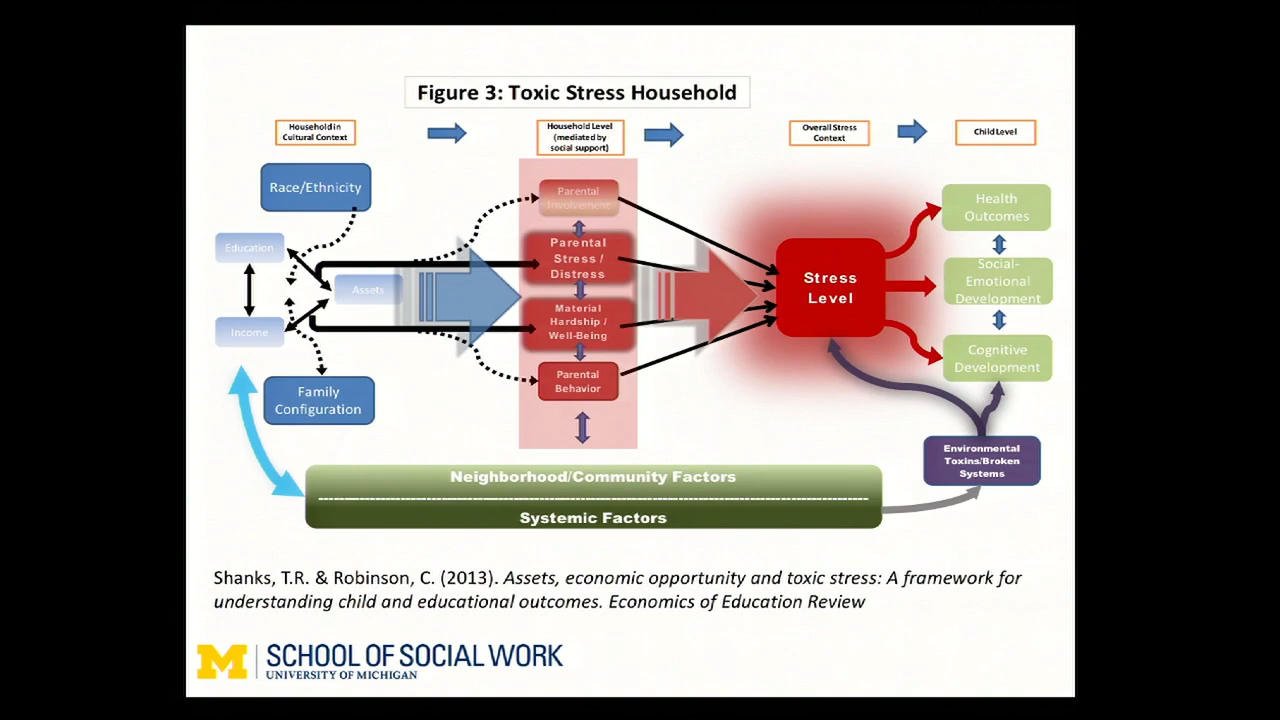 Figure 3: Toxic Stress Household
Household in
Cultural Context
Household Level
(mediated by
social support)
Overall Stress
Context
Child Level
Race/Ethnicity
Education
Assets
Income
Family
Configuration
Parental
Involvement
Parental
Stress /
Distress
Material
Hardship /
Well-Being
Parental
Behavior
Stress
Level
Health
Outcomes
Social-
Emotional
Development
Cognitive
Development
Environmental
Toxins/Broken
Systems
Neighborhood/Community Factors
Systemic Factors
Shanks, T.R. & Robinson, C. (2013). Assets, economic opportunity and toxic stress: A framework for
understanding child and educational outcomes. Economics of Education Review
M SCHOOL OF SOCIAL WORK
UNIVERSITY OF MICHIGAN